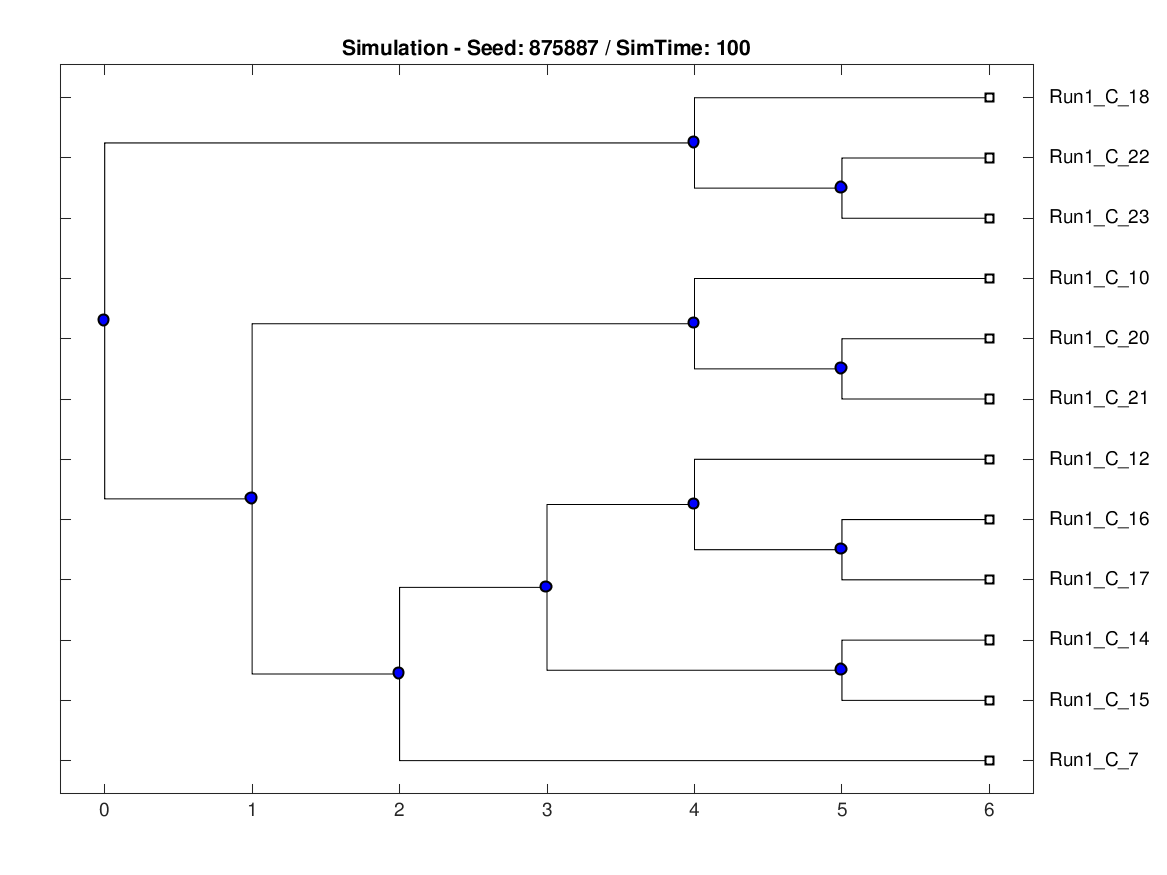 Simulation - Seed: 875887 / SimTime: 100
Run1_C_18
Run1_C_22
Run1_C_23
Run1_C_10
Run1_C_20
Run1_C_21
Run1_C_12
Run1_C_16
Run1_C_17
Run1_C_14
Run1_C_15
Run1_C_7
0 1 2 3 4 5 6